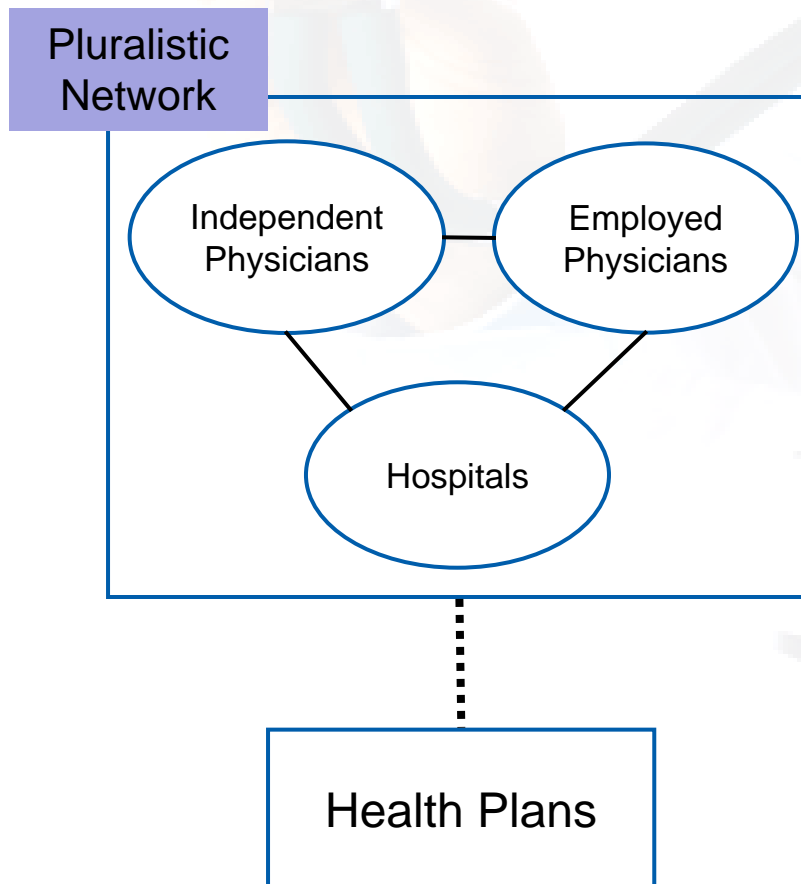 Pluralistic
Network
Independent
Physicians
Employed
Physicians
Hospitals
Health Plans